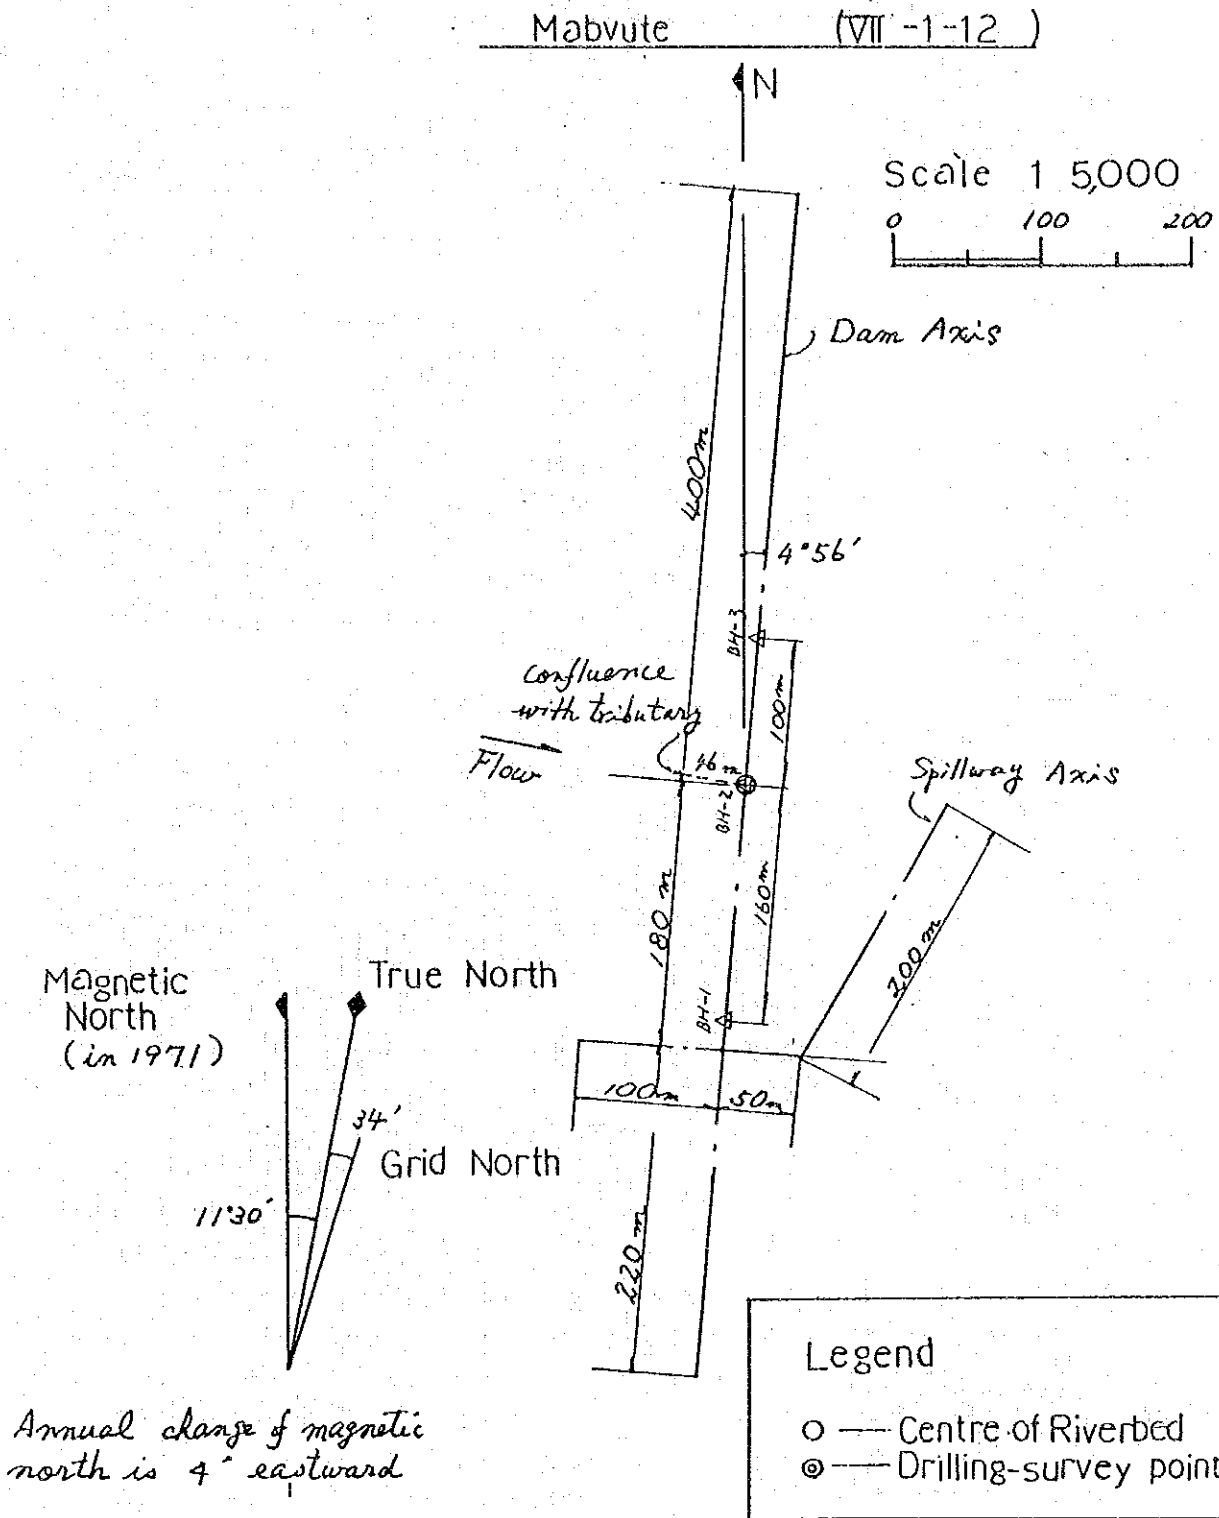 Mabvute (VII -1-12 )
N
Scale 1 5,000
0 100 200
Dam Axis
400m
4°56′
BH-3
confluence
with tributary
100m
Flow
46m
BH-2
Spillway Axis
160m
180m
200m
Magnetic
North
(in 1971)
True North
BH-1
100m
50m
34′
Grid North
11°30′
220m
Legend
Centre of Riverbed
Drilling-survey point
Annual change of magnetic
north is 4′ eastward